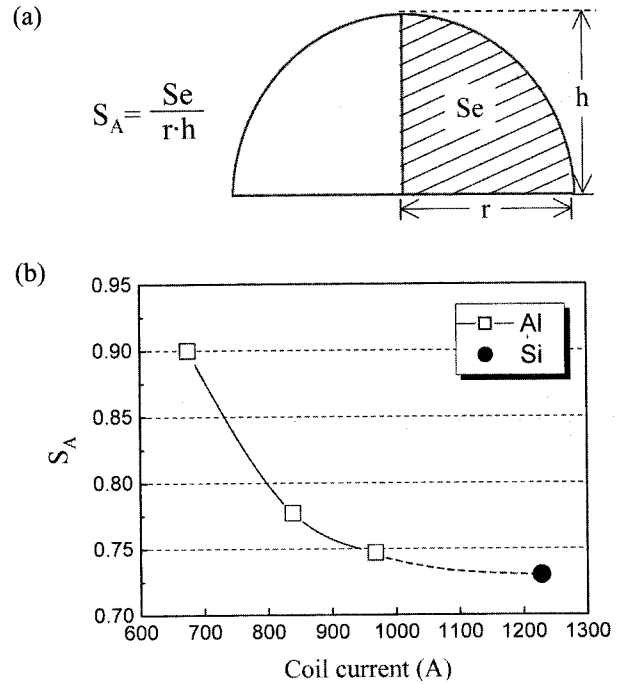 (a)
S_A = Se / r·h
Se
h
r
(b)
0.95
0.90
0.85
0.80
0.75
0.70
S_A
Al
Si
600 700 800 900 1000 1100 1200 1300
Coil current (A)